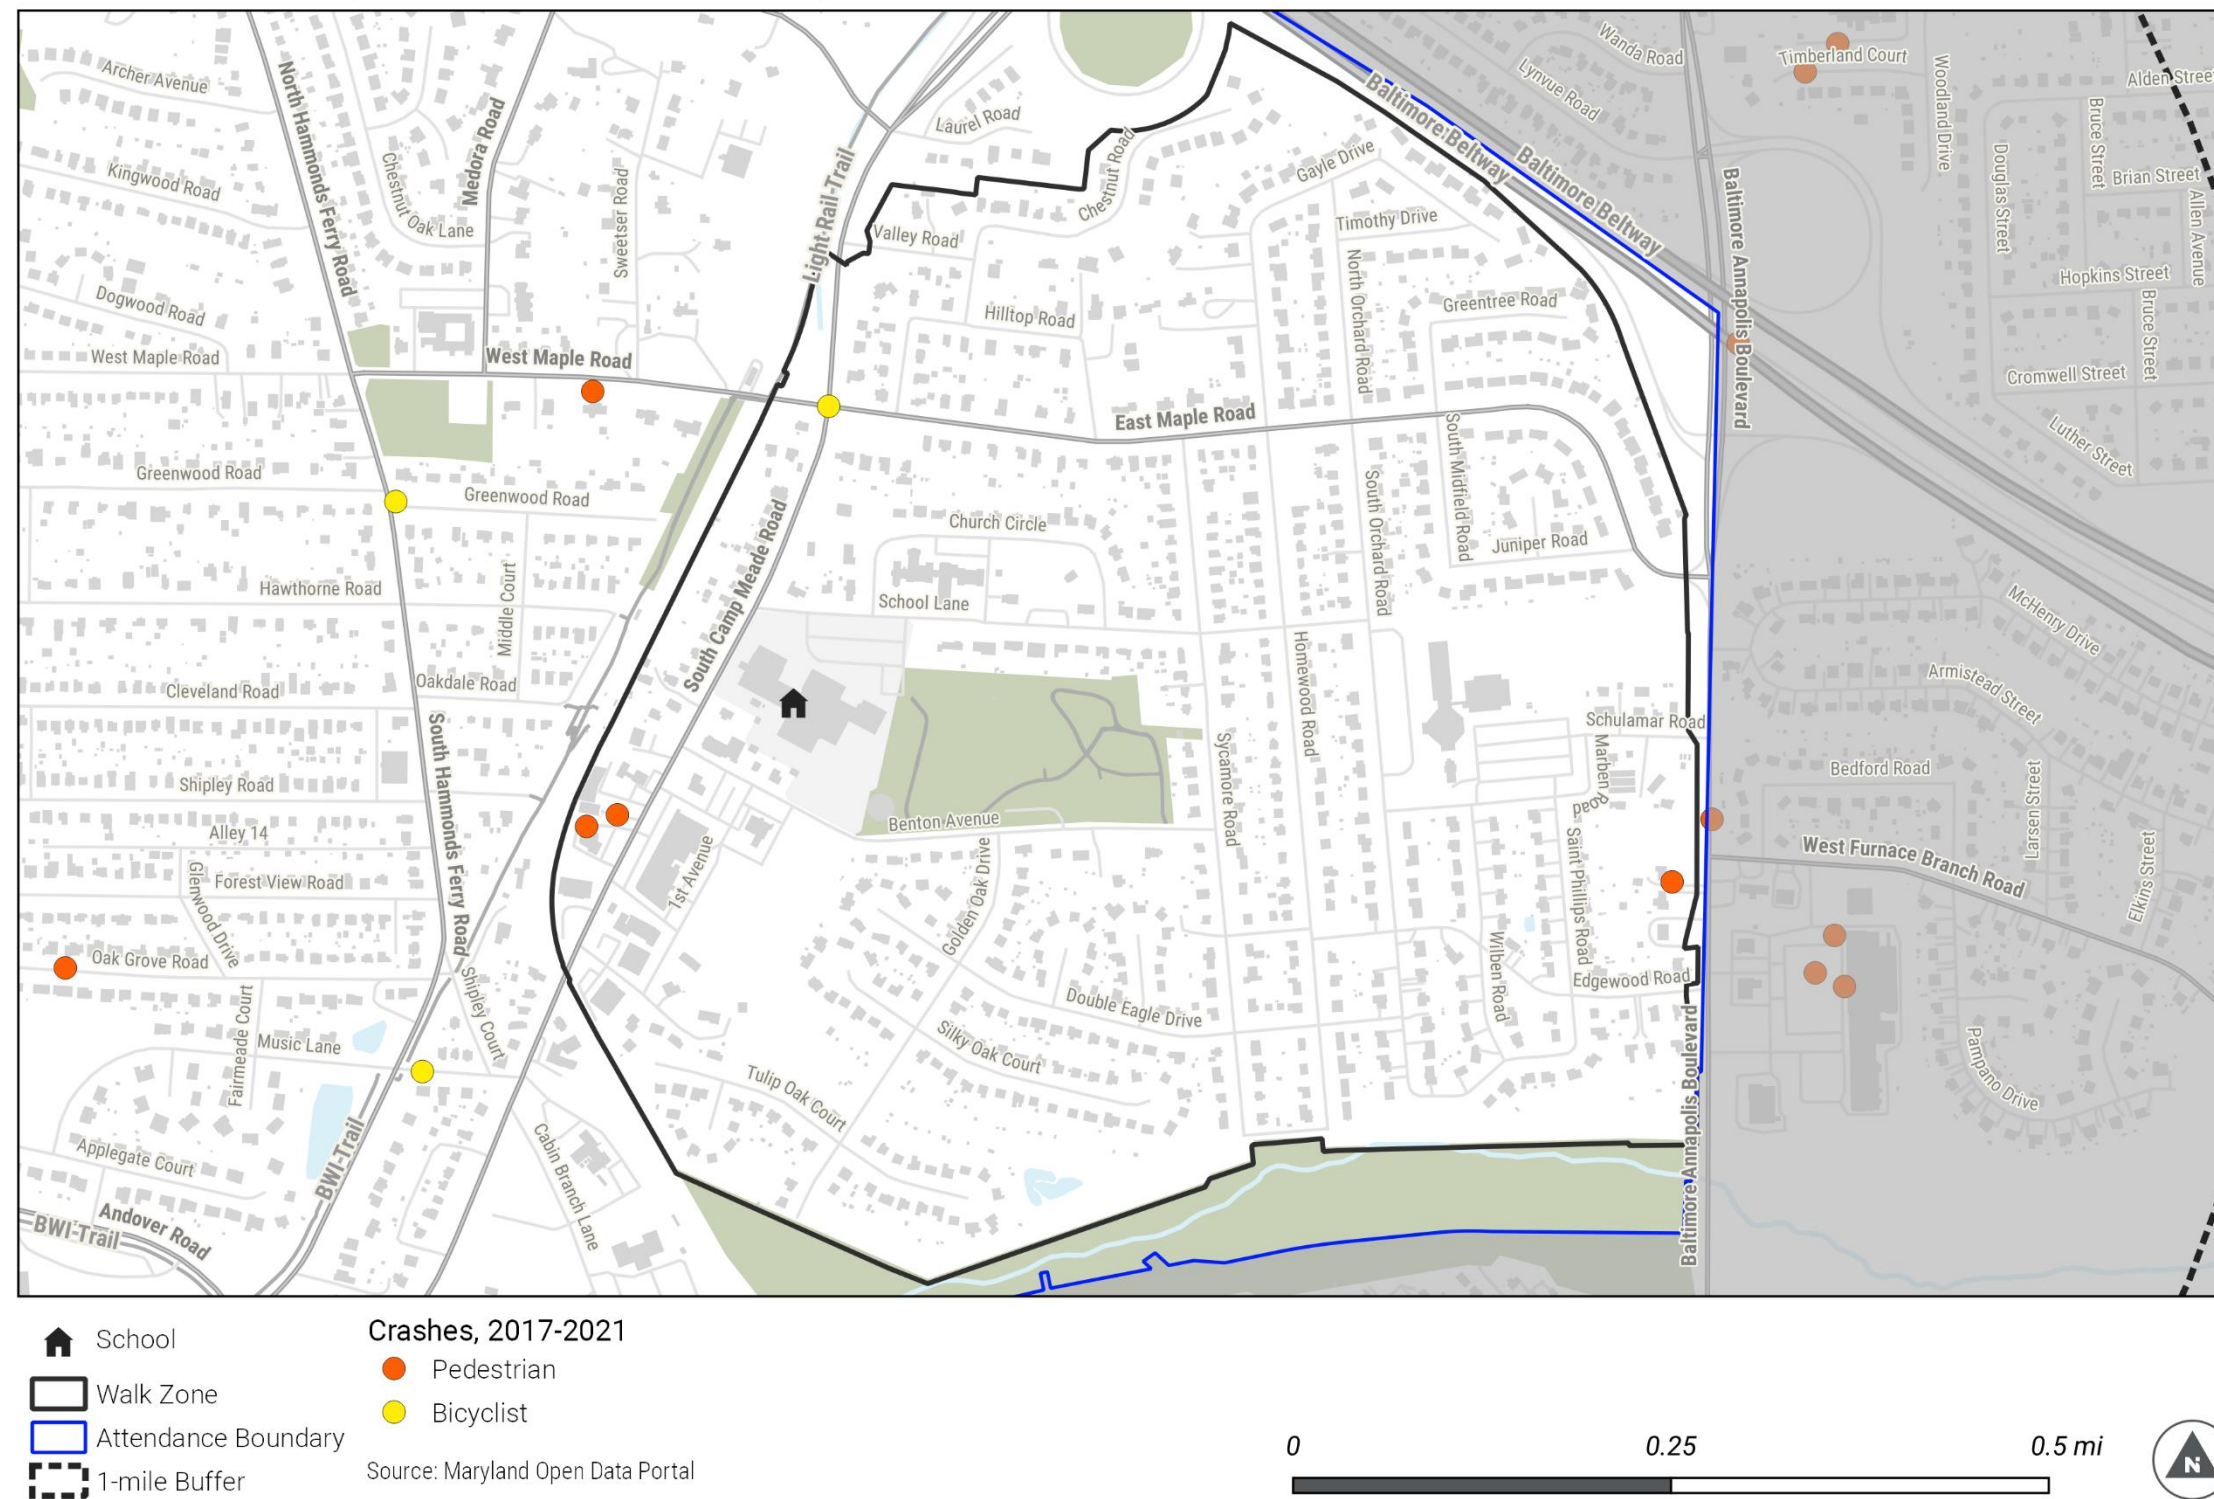 Archer Avenue
North Hammonds Ferry Road
Medora Road
Chestnut Oak Lane
Kingwood Road
Sweetser Road
Dogwood Road
West Maple Road
West Maple Road
Light-Rail-Trail
Laurel Road
Valley Road
Chestnut Road
Gayle Drive
Timothy Drive
Hilltop Road
North Orchard Road
Greentree Road
East Maple Road
Baltimore Beltway
Baltimore Beltway
Wanda Road
Lynvue Road
Timberland Court
Woodland Drive
Alden Street
Bruce Street
Douglas Street
Brian Street
Allen Avenue
Hopkins Street
Bruce Street
Cromwell Street
Luther Street
Baltimore Annapolis Boulevard
Greenwood Road
Greenwood Road
Hawthorne Road
Middle Court
Oakdale Road
Cleveland Road
Shipley Road
Alley 14
Forest View Road
Glenwood Drive
Oak Grove Road
Fairmeade Court
Music Lane
South Hammonds Ferry Road
Shipley Court
South Camp Meade Road
Church Circle
School Lane
South Orchard Road
South Midfield Road
Juniper Road
Homewood Road
Sycamore Road
Benton Avenue
1st Avenue
Golden Oak Drive
Double Eagle Drive
Silky Oak Court
Tulip Oak Court
Schulamar Road
Marben Road
Saint Phillips Road
Wilben Road
Edgewood Road
Baltimore Annapolis Boulevard
McHenry Drive
Armistead Street
Bedford Road
Larsen Street
West Furnace Branch Road
Elkins Street
Pampano Drive
Applegate Court
BWI-Trail
Andover Road
BWI-Trail
Cabin Branch Lane
School
Walk Zone
Attendance Boundary
1-mile Buffer
Crashes, 2017-2021
Pedestrian
Bicyclist
Source: Maryland Open Data Portal
0 0.25 0.5 mi
N